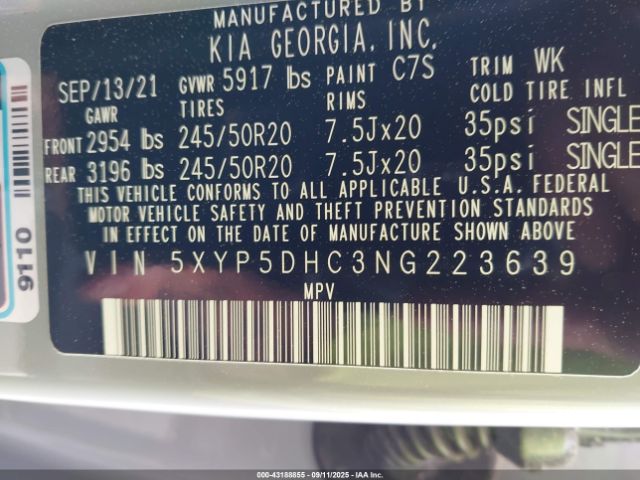 MANUFACTURED BY
KIA GEORGIA, INC.
SEP/13/21 GVWR 5917 lbs PAINT C7S TRIM WK
GAWR TIRES RIMS COLD TIRE INFL
FRONT 2954 lbs 245/50R20 7.5Jx20 35psi SINGLE
REAR 3196 lbs 245/50R20 7.5Jx20 35psi SINGLE
THIS VEHICLE CONFORMS TO ALL APPLICABLE U.S.A. FEDERAL
MOTOR VEHICLE SAFETY AND THEFT PREVENTION STANDARDS
IN EFFECT ON THE DATE OF MANUFACTURE SHOWN ABOVE
VIN 5XYP5DHC3NG223639
MPV
9110
000-43188855 - 09/11/2025 - IAA Inc.